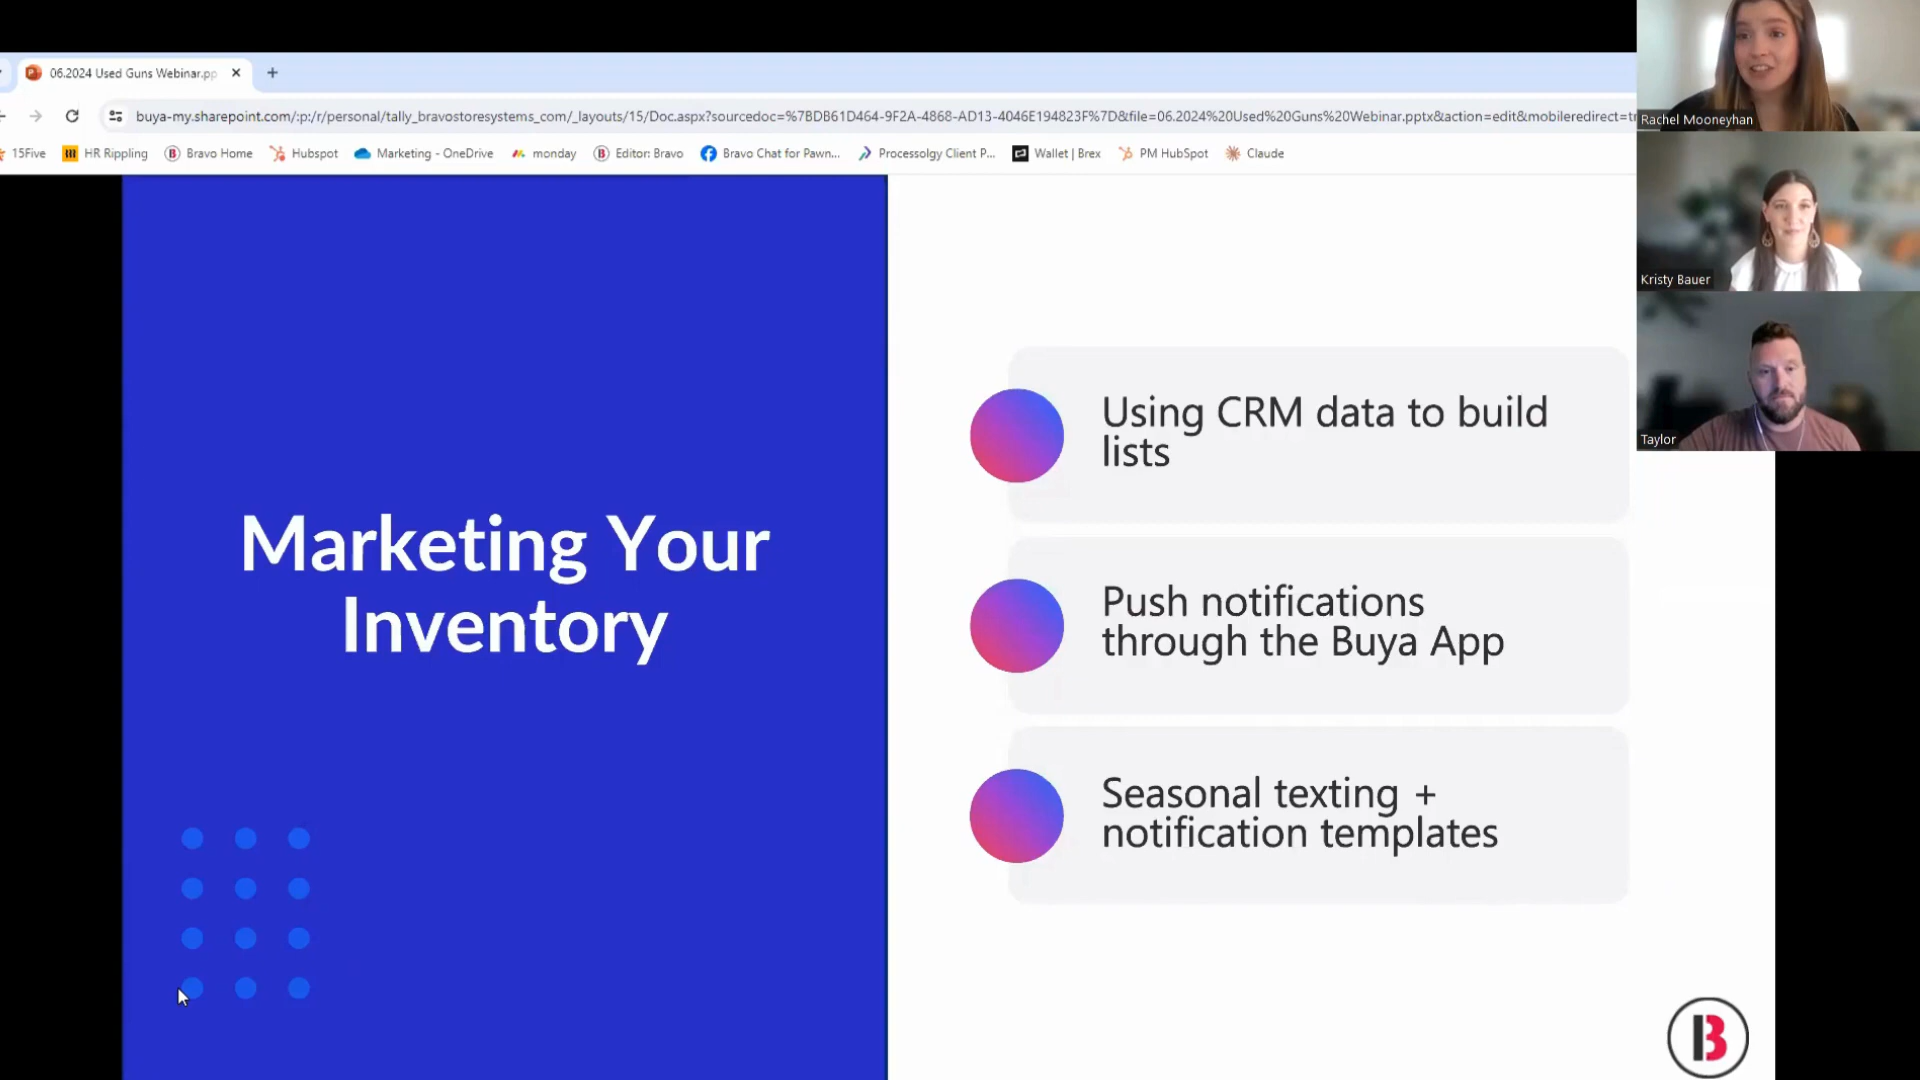 06.2024 Used Guns Webinar.pp
buya-my.sharepoint.com/:p:/r/personal/tally_bravostoresystems_com/_layouts/15/Doc.aspx?sourcedoc=%7BDB61D464-9F2A-4868-AD13-4046E194823F%7D&file=06.2024%20Used%20Guns%20Webinar.pptx&action=edit&mobileredirect=tr
15Five HR Rippling Bravo Home Hubspot Marketing - OneDrive monday Editor: Bravo Bravo Chat for Pawn... Processolgy Client P... Wallet | Brex PM HubSpot Claude
Rachel Mooneyhan
Kristy Bauer
Taylor
Marketing Your
Inventory
Using CRM data to build
lists
Push notifications
through the Buya App
Seasonal texting +
notification templates
B